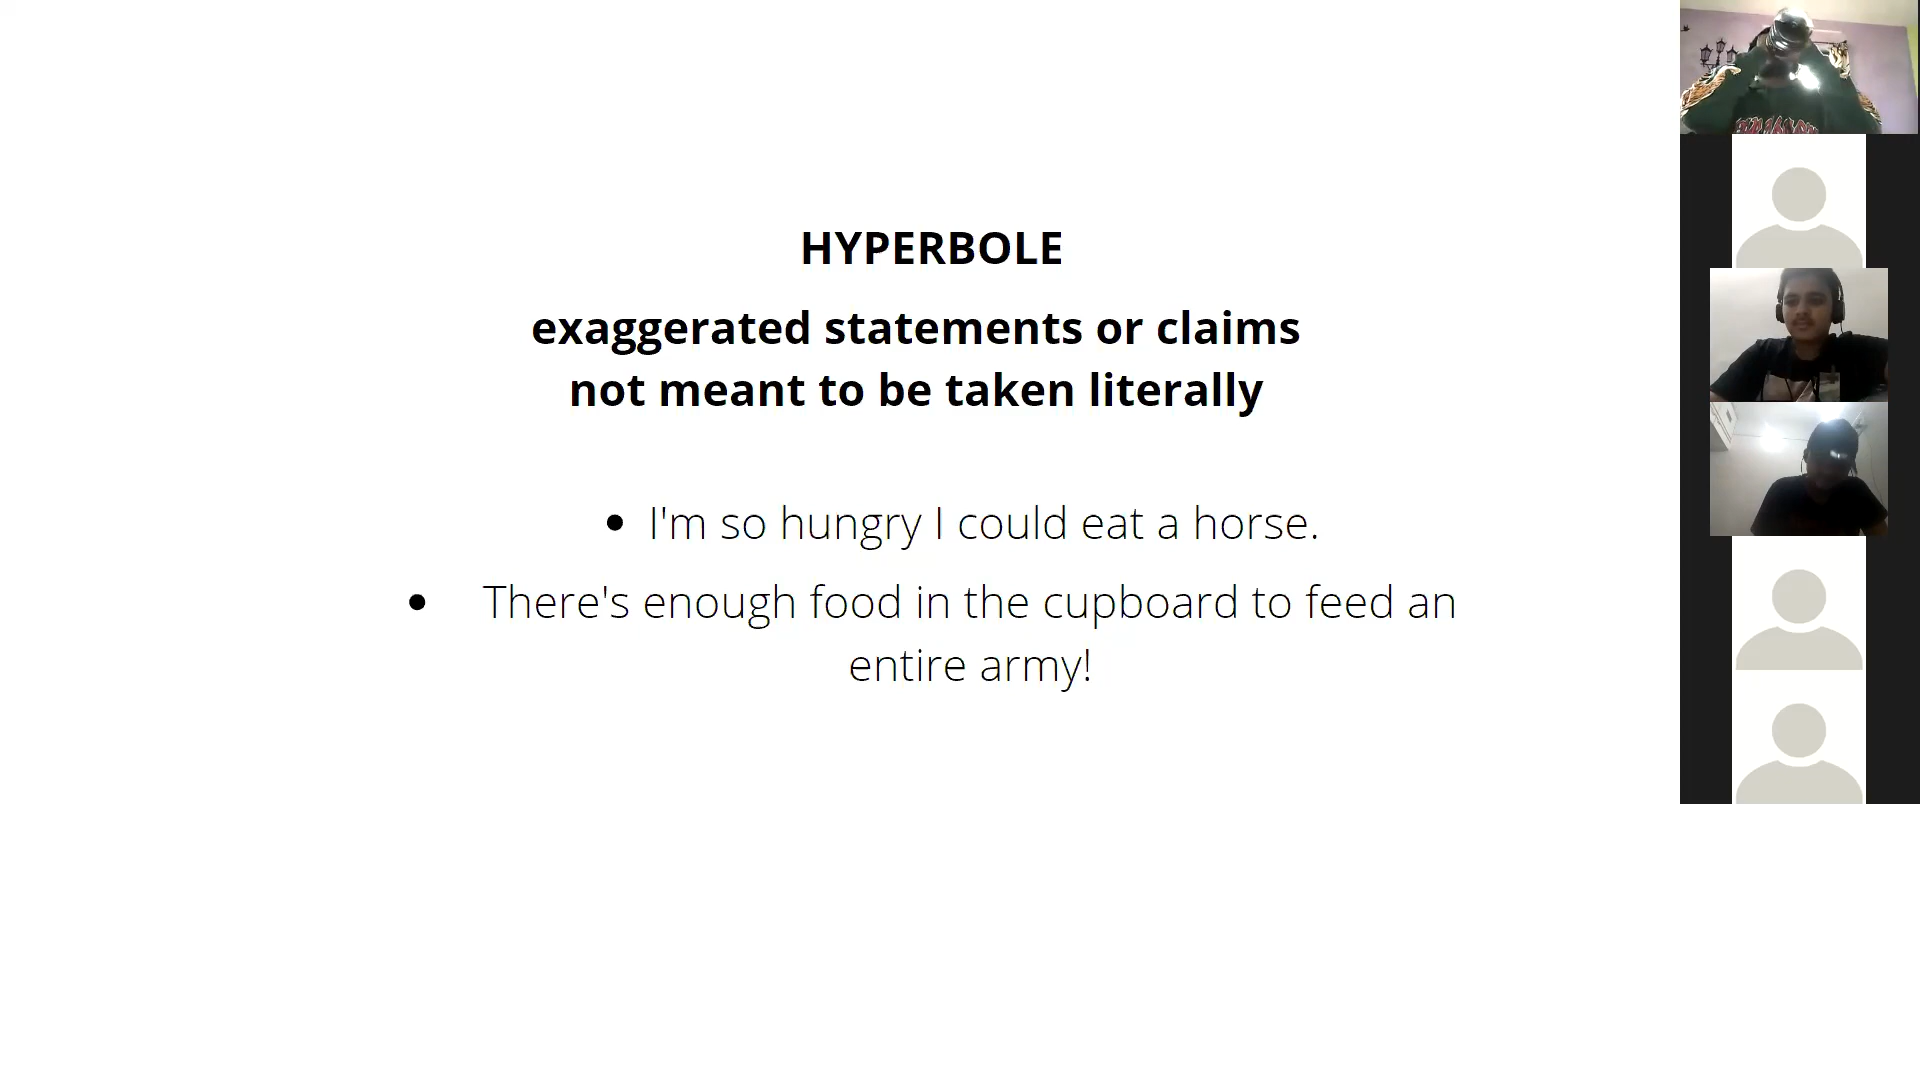 HYPERBOLE
exaggerated statements or claims
not meant to be taken literally
• I'm so hungry I could eat a horse.
• There's enough food in the cupboard to feed an
entire army!